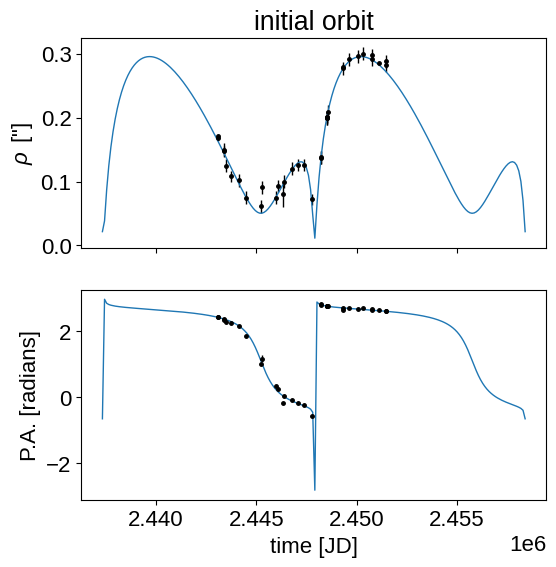 initial orbit
0.3
0.2
0.1
0.0
ρ ["]
2
0
−2
P.A. [radians]
2.440 2.445 2.450 2.455
1e6
time [JD]